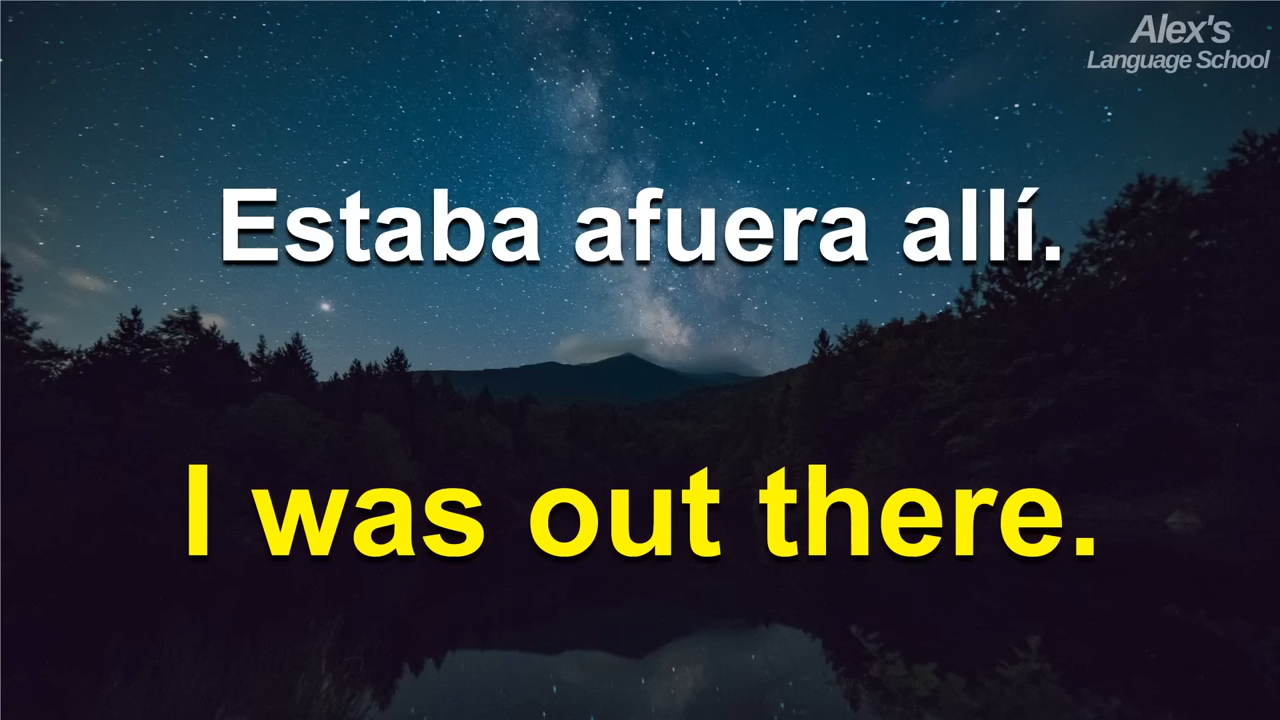 Alex's
Language School
Estaba afuera allí.
I was out there.